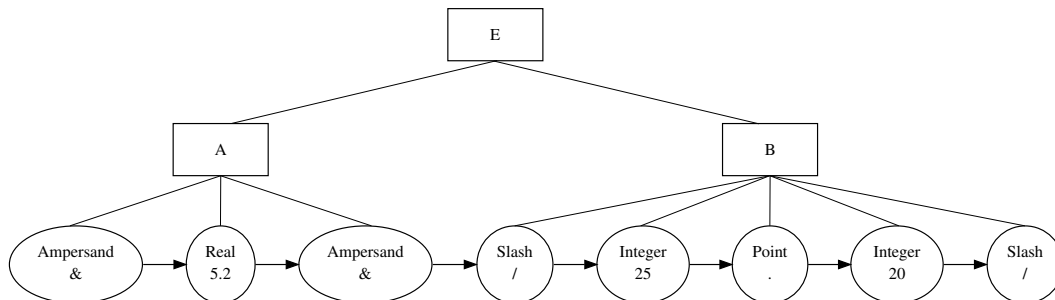 E
A
B
Ampersand
&
Real
5.2
Ampersand
&
Slash
/
Integer
25
Point
.
Integer
20
Slash
/